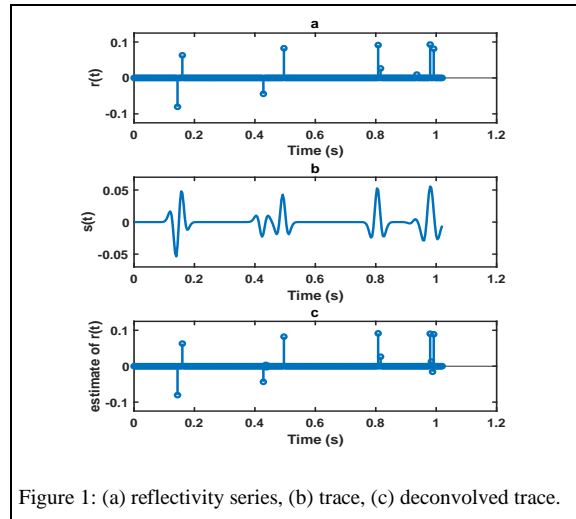 a
0.1
0
-0.1
r(t)
0 0.2 0.4 0.6 0.8 1 1.2
Time (s)
b
0.05
0
-0.05
s(t)
0 0.2 0.4 0.6 0.8 1 1.2
Time (s)
c
0.1
0
-0.1
estimate of r(t)
0 0.2 0.4 0.6 0.8 1 1.2
Time (s)
Figure 1: (a) reflectivity series, (b) trace, (c) deconvolved trace.